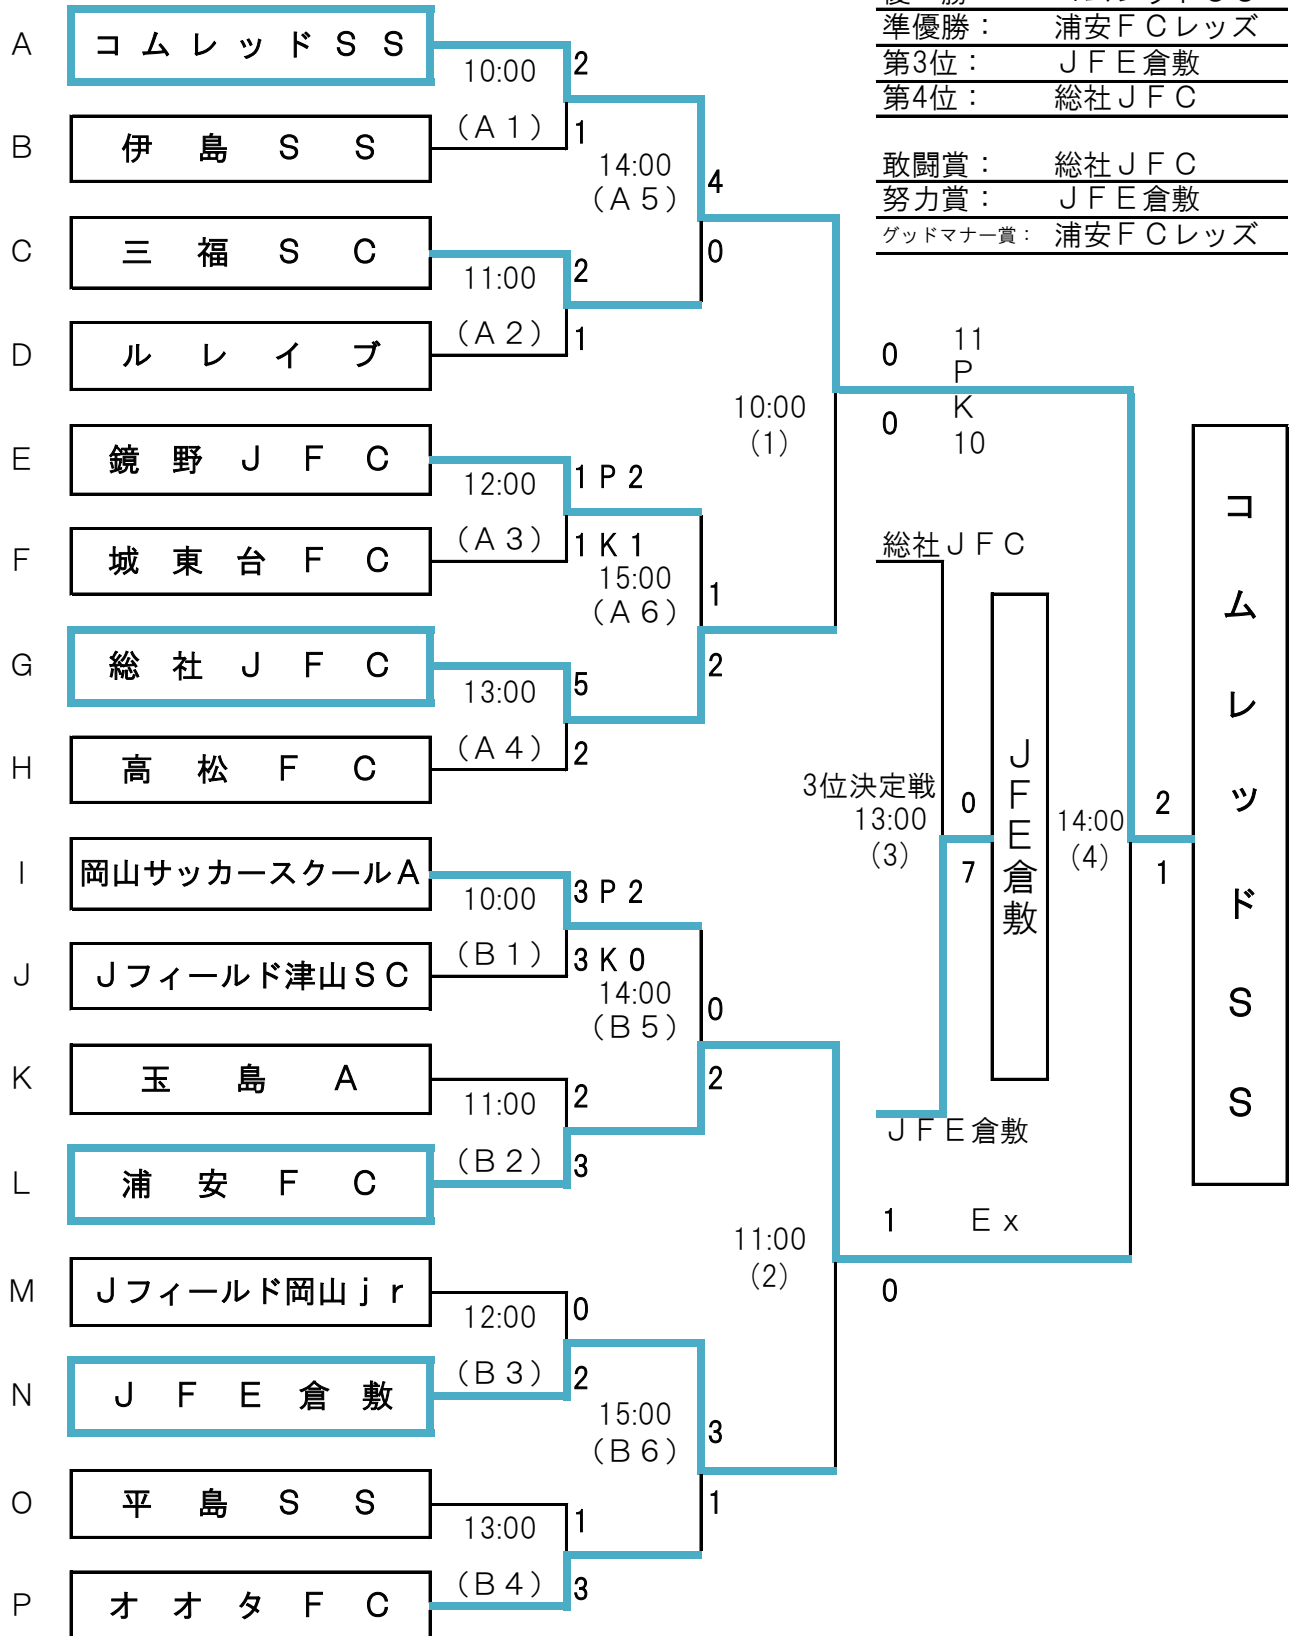 準優勝： 浦安ＦＣレッズ
第3位： ＪＦＥ倉敷
第4位： 総社ＪＦＣ
敢闘賞： 総社ＪＦＣ
努力賞： ＪＦＥ倉敷
グッドマナー賞： 浦安ＦＣレッズ
A コムレッドＳＳ
10:00
2
(Ａ１)
1
B 伊島ＳＳ
14:00
(Ａ５)
4
0
C 三福ＳＣ
11:00
2
(Ａ２)
1
D ルレイブ
10:00
(1)
0
0
11
P
K
10
E 鏡野ＪＦＣ
12:00
1 P 2
(Ａ３)
1 K 1
F 城東台ＦＣ
15:00
(Ａ６)
1
2
G 総社ＪＦＣ
13:00
5
(Ａ４)
2
H 高松ＦＣ
総社ＪＦＣ
3位決定戦
13:00
(3)
0
7
ＪＦＥ倉敷
14:00
(4)
2
1
コムレッドＳＳ
I 岡山サッカースクールＡ
10:00
3 P 2
(Ｂ１)
3 K 0
J Ｊフィールド津山ＳＣ
14:00
(Ｂ５)
0
2
K 玉島Ａ
11:00
2
(Ｂ２)
3
L 浦安ＦＣ
ＪＦＥ倉敷
11:00
(2)
1 Ｅｘ
0
M Ｊフィールド岡山ｊｒ
12:00
0
(Ｂ３)
2
N ＪＦＥ倉敷
15:00
(Ｂ６)
3
1
O 平島ＳＳ
13:00
1
(Ｂ４)
3
P オオタＦＣ